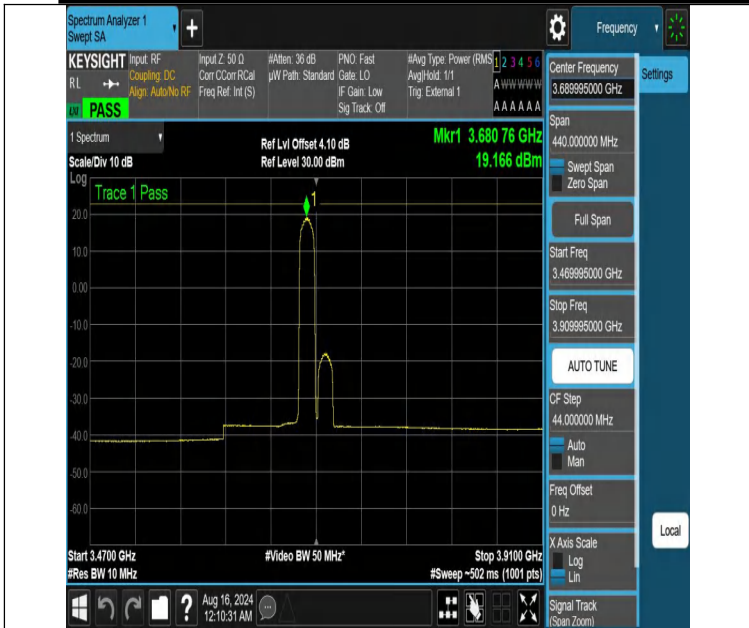 Spectrum Analyzer 1
Swept SA
+
Frequency
KEYSIGHT
RL
LXI
PASS
Input: RF
Coupling: DC
Align: Auto/No RF
Input Z: 50 Ω
Corr CCorr RCal
Freq Ref: Int (S)
#Atten: 36 dB
µW Path: Standard
PNO: Fast
Gate: LO
IF Gain: Low
Sig Track: Off
#Avg Type: Power (RMS
Avg|Hold: 1/1
Trig: External 1
1 2 3 4 5 6
A W W W W W
A A A A A A
1 Spectrum
Scale/Div 10 dB
Ref Lvl Offset 4.10 dB
Ref Level 30.00 dBm
Mkr1 3.680 76 GHz
19.166 dBm
Log
Trace 1 Pass
1
20.0
10.0
0.00
-10.0
-20.0
-30.0
-40.0
-50.0
-60.0
Start 3.4700 GHz
#Res BW 10 MHz
#Video BW 50 MHz*
Stop 3.9100 GHz
#Sweep ~502 ms (1001 pts)
Center Frequency
3.689995000 GHz
Settings
Span
440.000000 MHz
Swept Span
Zero Span
Full Span
Start Freq
3.469995000 GHz
Stop Freq
3.909995000 GHz
AUTO TUNE
CF Step
44.000000 MHz
Auto
Man
Freq Offset
0 Hz
X Axis Scale
Log
Lin
Local
Signal Track
(Span Zoom)
?
Aug 16, 2024
12:10:31 AM